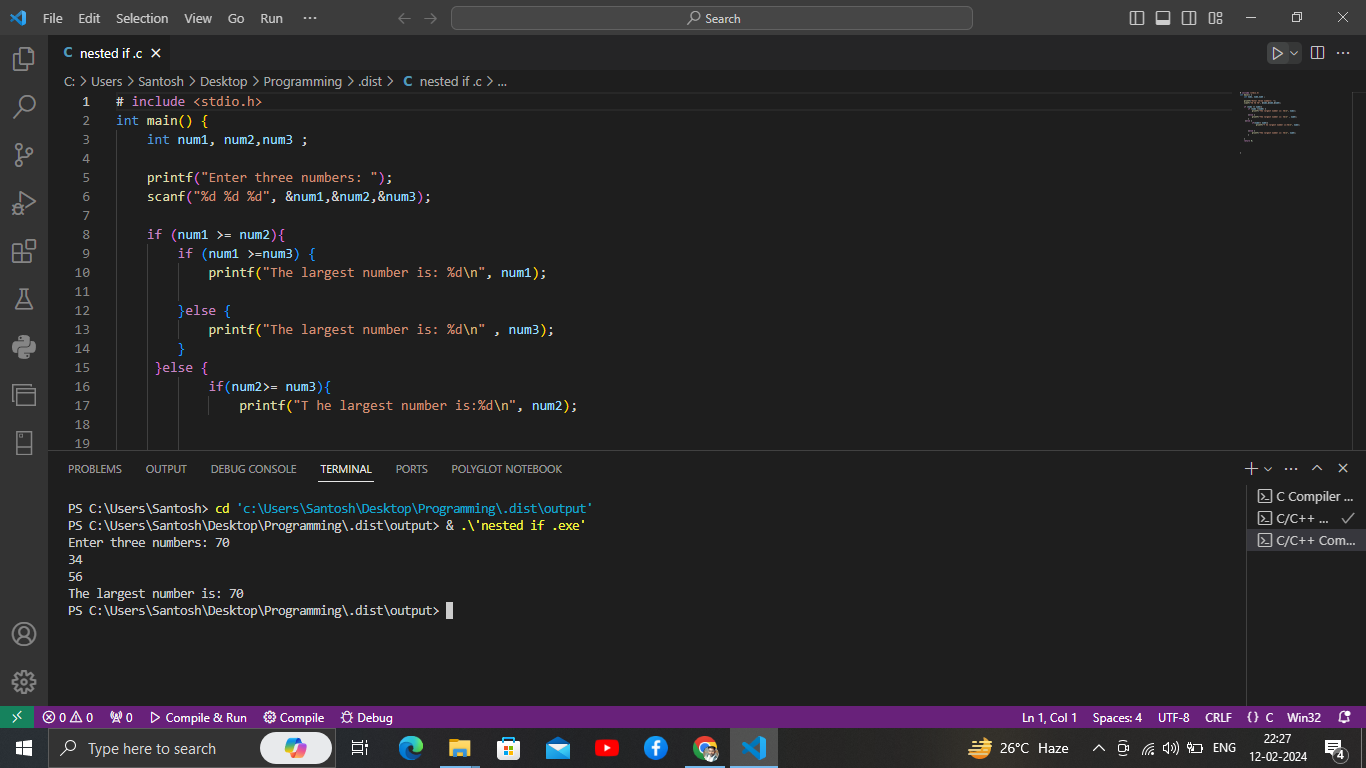 File Edit Selection View Go Run ··· Search
C nested if .c
C: > Users > Santosh > Desktop > Programming > .dist > C nested if .c > ...
1 # include <stdio.h>
2 int main() {
3 int num1, num2,num3 ;
4
5 printf("Enter three numbers: ");
6 scanf("%d %d %d", &num1,&num2,&num3);
7
8 if (num1 >= num2){
9 if (num1 >=num3) {
10 printf("The largest number is: %d\n", num1);
11
12 }else {
13 printf("The largest number is: %d\n" , num3);
14 }
15 }else {
16 if(num2>= num3){
17 printf("T he largest number is:%d\n", num2);
18
19
PROBLEMS OUTPUT DEBUG CONSOLE TERMINAL PORTS POLYGLOT NOTEBOOK
PS C:\Users\Santosh> cd 'c:\Users\Santosh\Desktop\Programming\.dist\output'
PS C:\Users\Santosh\Desktop\Programming\.dist\output> & .\'nested if .exe'
Enter three numbers: 70
34
56
The largest number is: 70
PS C:\Users\Santosh\Desktop\Programming\.dist\output>
C Compiler ...
C/C++ ...
C/C++ Com...
0 0 0 Compile & Run Compile Debug Ln 1, Col 1 Spaces: 4 UTF-8 CRLF {} C Win32
Type here to search 26°C Haze ENG 22:27
12-02-2024 4